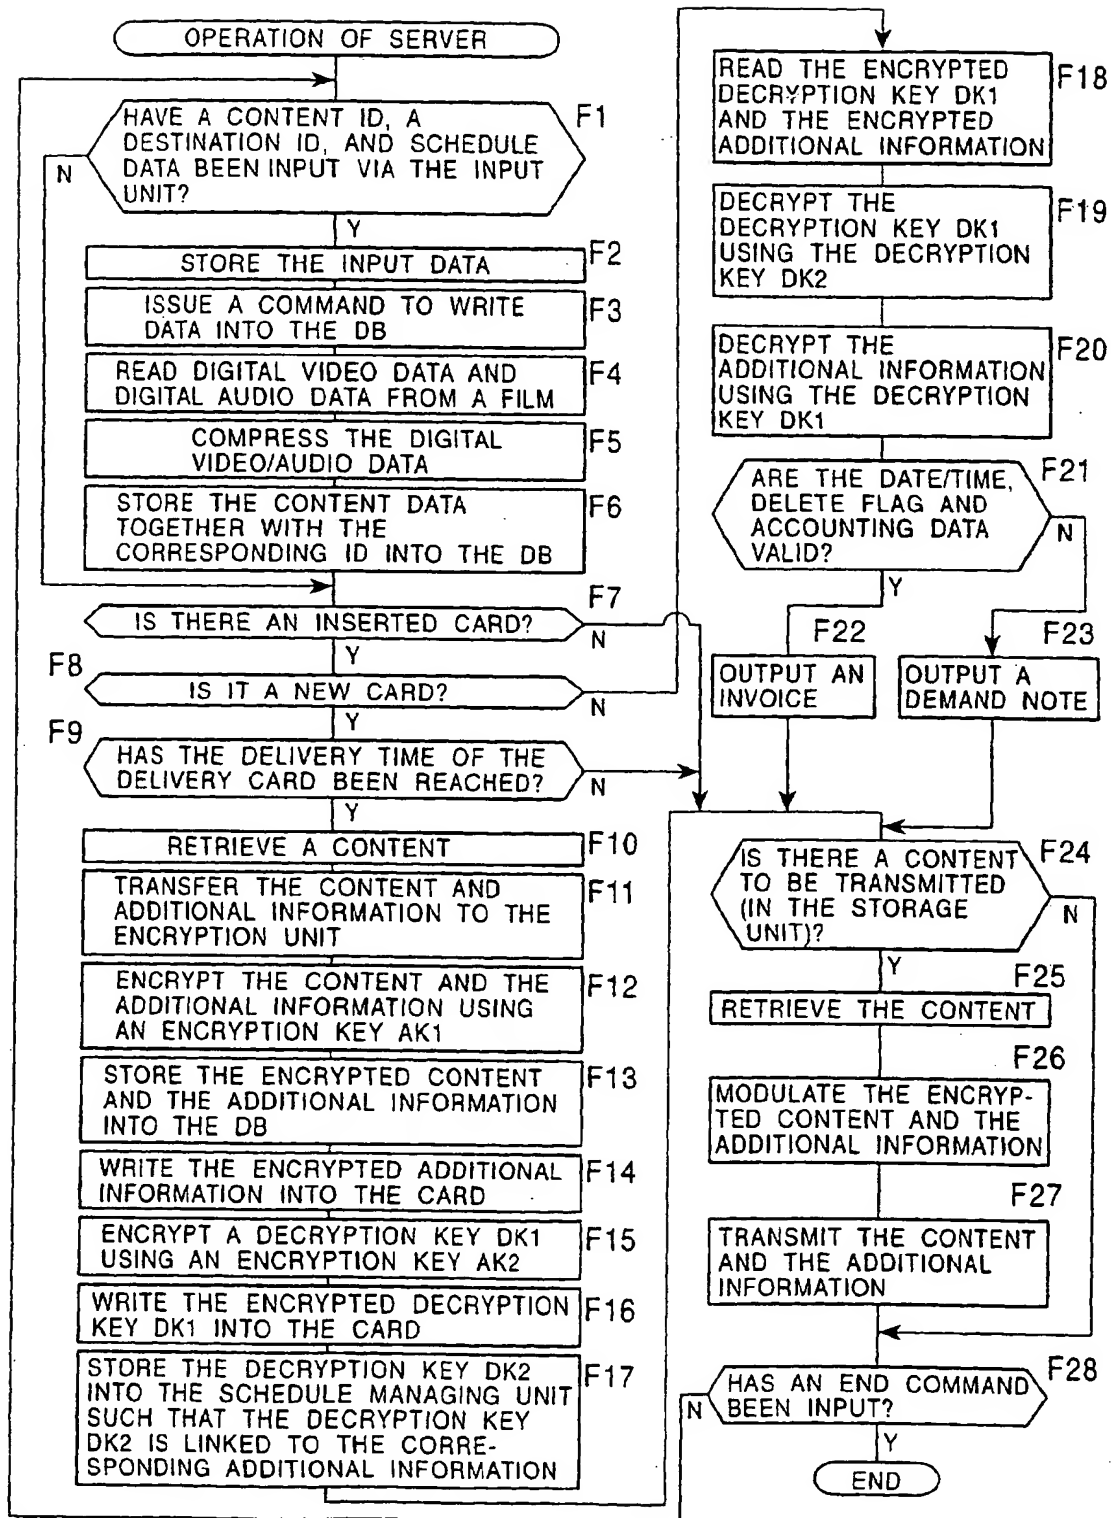 OPERATION OF SERVER
HAVE A CONTENT ID, A
DESTINATION ID, AND SCHEDULE
DATA BEEN INPUT VIA THE INPUT
UNIT?
F1
N
Y
STORE THE INPUT DATA
F2
ISSUE A COMMAND TO WRITE
DATA INTO THE DB
F3
READ DIGITAL VIDEO DATA AND
DIGITAL AUDIO DATA FROM A FILM
F4
COMPRESS THE DIGITAL
VIDEO/AUDIO DATA
F5
STORE THE CONTENT DATA
TOGETHER WITH THE
CORRESPONDING ID INTO THE DB
F6
F7
IS THERE AN INSERTED CARD?
N
Y
F8
IS IT A NEW CARD?
N
Y
F9
HAS THE DELIVERY TIME OF THE
DELIVERY CARD BEEN REACHED?
N
Y
RETRIEVE A CONTENT
F10
TRANSFER THE CONTENT AND
ADDITIONAL INFORMATION TO THE
ENCRYPTION UNIT
F11
ENCRYPT THE CONTENT AND THE
ADDITIONAL INFORMATION USING
AN ENCRYPTION KEY AK1
F12
STORE THE ENCRYPTED CONTENT
AND THE ADDITIONAL INFORMATION
INTO THE DB
F13
WRITE THE ENCRYPTED ADDITIONAL
INFORMATION INTO THE CARD
F14
ENCRYPT A DECRYPTION KEY DK1
USING AN ENCRYPTION KEY AK2
F15
WRITE THE ENCRYPTED DECRYPTION
KEY DK1 INTO THE CARD
F16
STORE THE DECRYPTION KEY DK2
INTO THE SCHEDULE MANAGING UNIT
SUCH THAT THE DECRYPTION KEY
DK2 IS LINKED TO THE CORRE-
SPONDING ADDITIONAL INFORMATION
F17
READ THE ENCRYPTED
DECRYPTION KEY DK1
AND THE ENCRYPTED
ADDITIONAL INFORMATION
F18
DECRYPT THE
DECRYPTION KEY DK1
USING THE DECRYPTION
KEY DK2
F19
DECRYPT THE
ADDITIONAL INFORMATION
USING THE DECRYPTION
KEY DK1
F20
ARE THE DATE/TIME,
DELETE FLAG AND
ACCOUNTING DATA
VALID?
F21
N
Y
F22
OUTPUT AN
INVOICE
F23
OUTPUT A
DEMAND NOTE
IS THERE A CONTENT
TO BE TRANSMITTED
(IN THE STORAGE
UNIT)?
F24
N
Y
F25
RETRIEVE THE CONTENT
F26
MODULATE THE ENCRYP-
TED CONTENT AND THE
ADDITIONAL INFORMATION
F27
TRANSMIT THE CONTENT
AND THE ADDITIONAL
INFORMATION
F28
HAS AN END COMMAND
BEEN INPUT?
N
Y
END